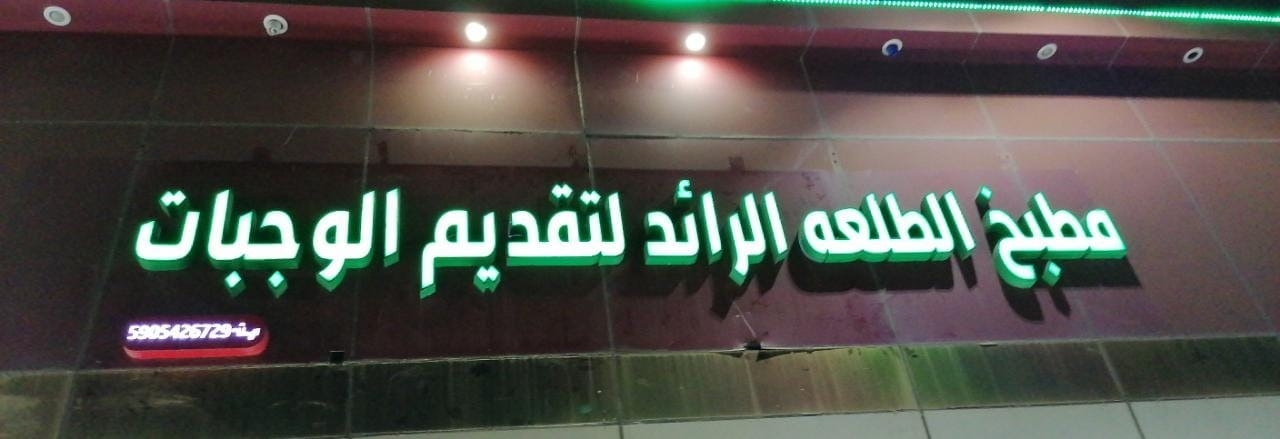 مطبخ الطلعه الرائد لتقديم الوجبات
5905426729